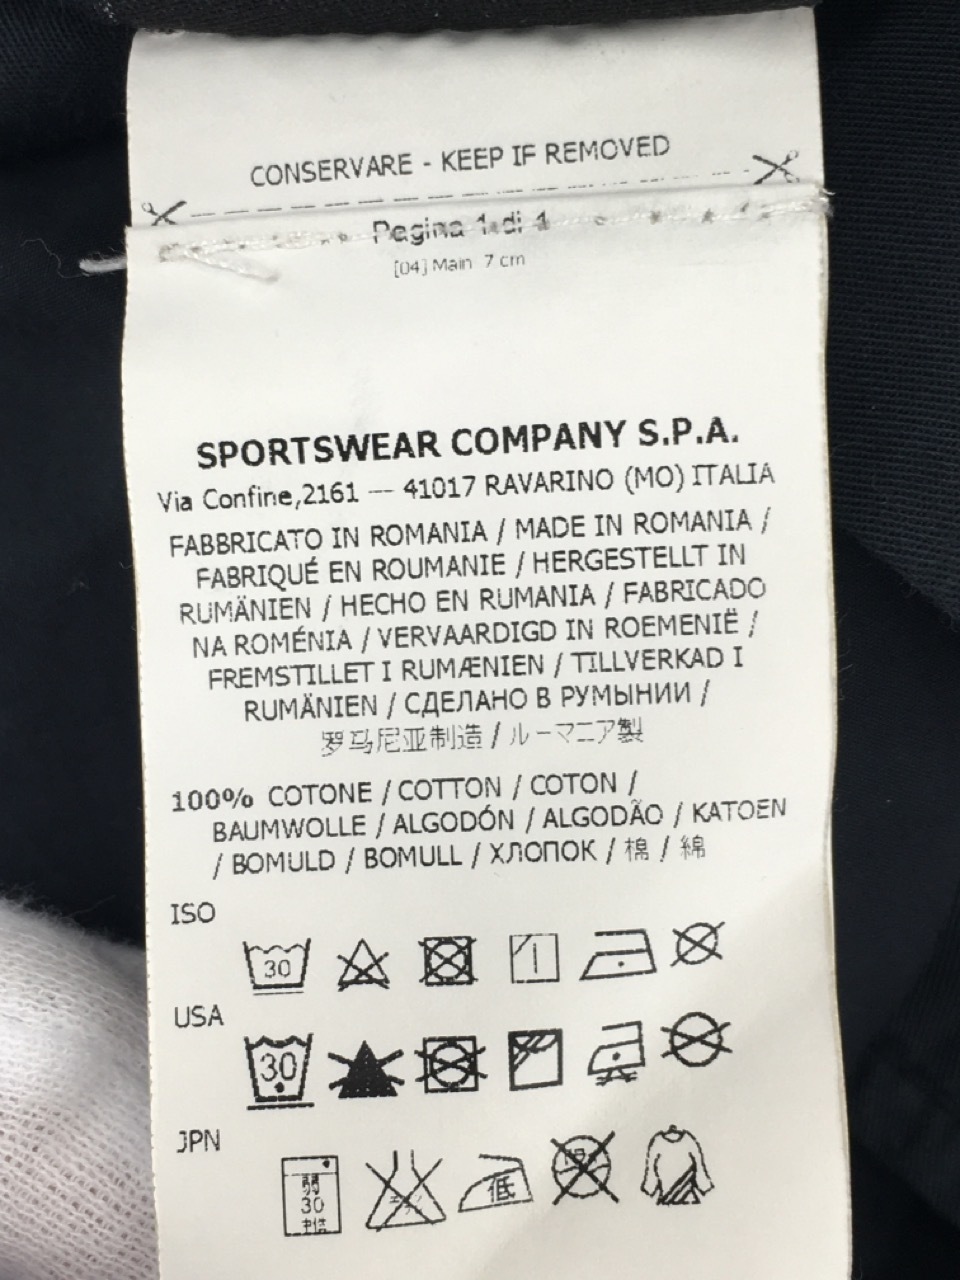 CONSERVARE - KEEP IF REMOVED
Pagina 1 di 1
[04] Main 7 cm
SPORTSWEAR COMPANY S.P.A.
Via Confine,2161 — 41017 RAVARINO (MO) ITALIA
FABBRICATO IN ROMANIA / MADE IN ROMANIA /
FABRIQUÉ EN ROUMANIE / HERGESTELLT IN
RUMÄNIEN / HECHO EN RUMANIA / FABRICADO
NA ROMÉNIA / VERVAARDIGD IN ROEMENIË /
FREMSTILLET I RUMÆNIEN / TILLVERKAD I
RUMÄNIEN / СДЕЛАНО В РУМЫНИИ /
罗马尼亚制造 / ルーマニア製
100% COTONE / COTTON / COTON /
BAUMWOLLE / ALGODÓN / ALGODÃO / KATOEN
/ BOMULD / BOMULL / ХЛОПОК / 棉 / 綿
ISO
30
USA
30
JPN
弱
30
中性
低